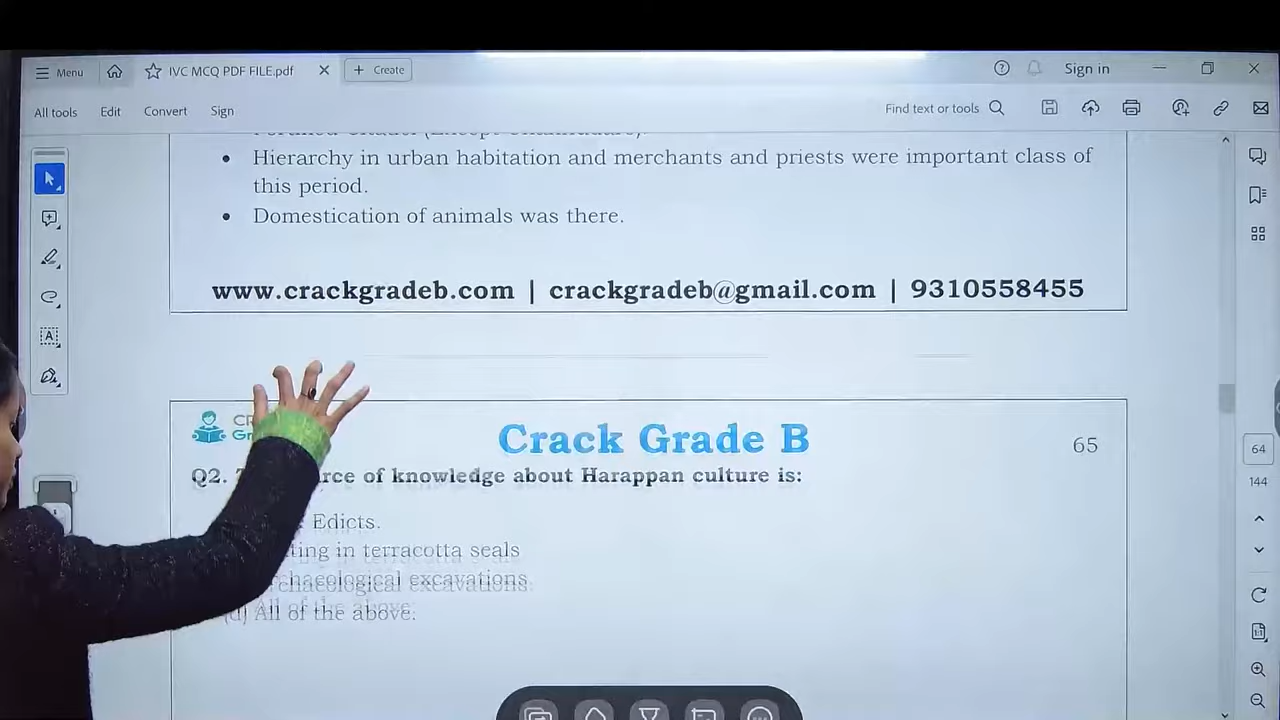 Menu
IVC MCQ PDF FILE.pdf
Create
Sign in
All tools Edit Convert Sign
Find text or tools
Hierarchy in urban habitation and merchants and priests were important class of
this period.
Domestication of animals was there.
www.crackgradeb.com | crackgradeb@gmail.com | 9310558455
Crack Grade B
65
Q2. of knowledge about Harappan culture is:
Edicts.
in terracotta seals
excavations.
(d) All of the above.
64
144